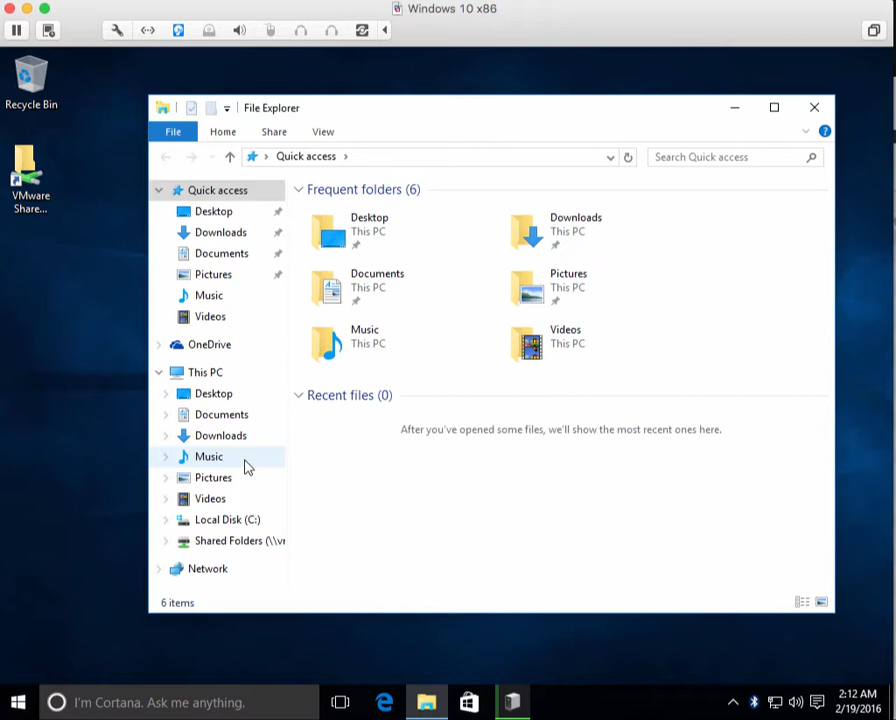 Windows 10 x86
Recycle Bin
VMware
Share...
File Explorer
File
Home
Share
View
Quick access
Search Quick access
Quick access
Desktop
Downloads
Documents
Pictures
Music
Videos
OneDrive
This PC
Desktop
Documents
Downloads
Music
Pictures
Videos
Local Disk (C:)
Shared Folders (\\vr
Network
Frequent folders (6)
Desktop
This PC
Downloads
This PC
Documents
This PC
Pictures
This PC
Music
This PC
Videos
This PC
Recent files (0)
After you've opened some files, we'll show the most recent ones here.
6 items
I'm Cortana. Ask me anything.
2:12 AM
2/19/2016